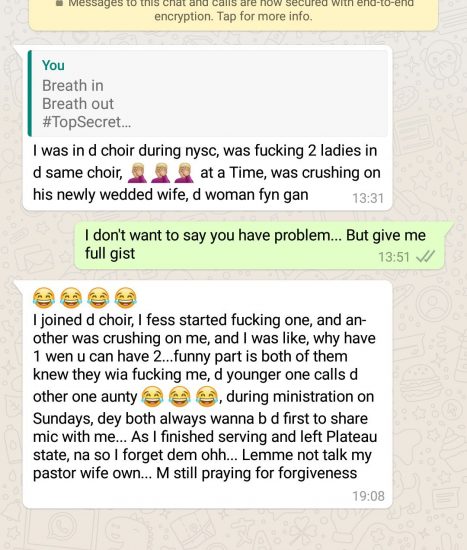 Messages to this chat and calls are now secured with end-to-end
encryption. Tap for more info.
You
Breath in
Breath out
#TopSecret...
I was in d choir during nysc, was fucking 2 ladies in
d same choir, 🤦🏼‍♀️ 🤦🏼‍♀️ 🤦🏼‍♀️ at a Time, was crushing on
his newly wedded wife, d woman fyn gan
13:31
I don't want to say you have problem... But give me
full gist
13:51
😂 😂 😂 😂
I joined d choir, I fess started fucking one, and an-
other was crushing on me, and I was like, why have
1 wen u can have 2...funny part is both of them
knew they wia fucking me, d younger one calls d
other one aunty 😂 😂 😂, during ministration on
Sundays, dey both always wanna b d first to share
mic with me... As I finished serving and left Plateau
state, na so I forget dem ohh... Lemme not talk my
pastor wife own... M still praying for forgiveness
19:08